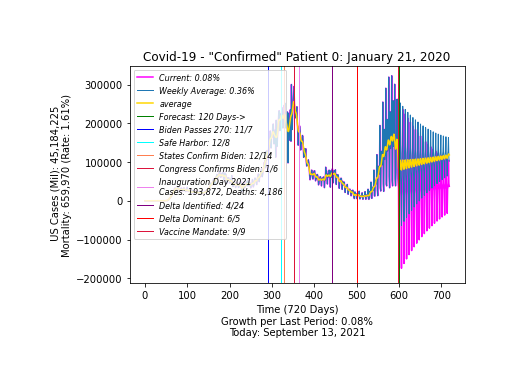 Covid-19 - "Confirmed" Patient 0: January 21, 2020
US Cases (Mill): 45,184,225
Mortality: 659,970 (Rate: 1.61%)
300000
200000
100000
0
−100000
−200000
Current: 0.08%
Weekly Average: 0.36%
average
Forecast: 120 Days->
Biden Passes 270: 11/7
Safe Harbor: 12/8
States Confirm Biden: 12/14
Congress Confirms Biden: 1/6
Inauguration Day 2021
Cases: 193,872, Deaths: 4,186
Delta Identified: 4/24
Delta Dominant: 6/5
Vaccine Mandate: 9/9
0 100 200 300 400 500 600 700
Time (720 Days)
Growth per Last Period: 0.08%
Today: September 13, 2021